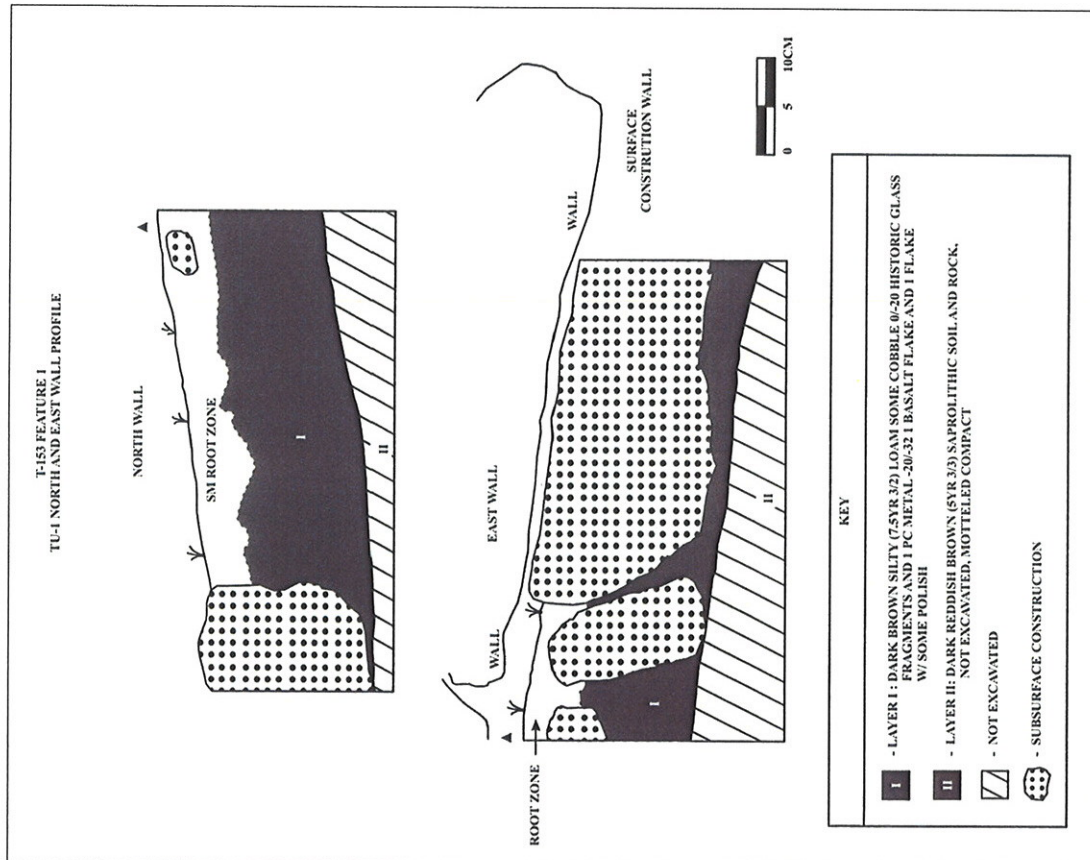 T-153 FEATURE 1
TU-1 NORTH AND EAST WALL PROFILE
NORTH WALL
SM ROOT ZONE
I
II
WALL
EAST WALL
WALL
SURFACE
CONSTRUTION WALL
ROOT ZONE
I
II
0 5 10CM
KEY
I - LAYER I : DARK BROWN SILTY (7.5YR 3/2) LOAM SOME COBBLE 0/-20 HISTORIC GLASS
FRAGMENTS AND 1 PC METAL -20/-32 1 BASALT FLAKE AND 1 FLAKE
W/ SOME POLISH
II - LAYER II: DARK REDDISH BROWN (5YR 3/3) SAPROLITHIC SOIL AND ROCK.
NOT EXCAVATED, MOTTELED COMPACT
- NOT EXCAVATED
- SUBSURFACE CONSTRUCTION